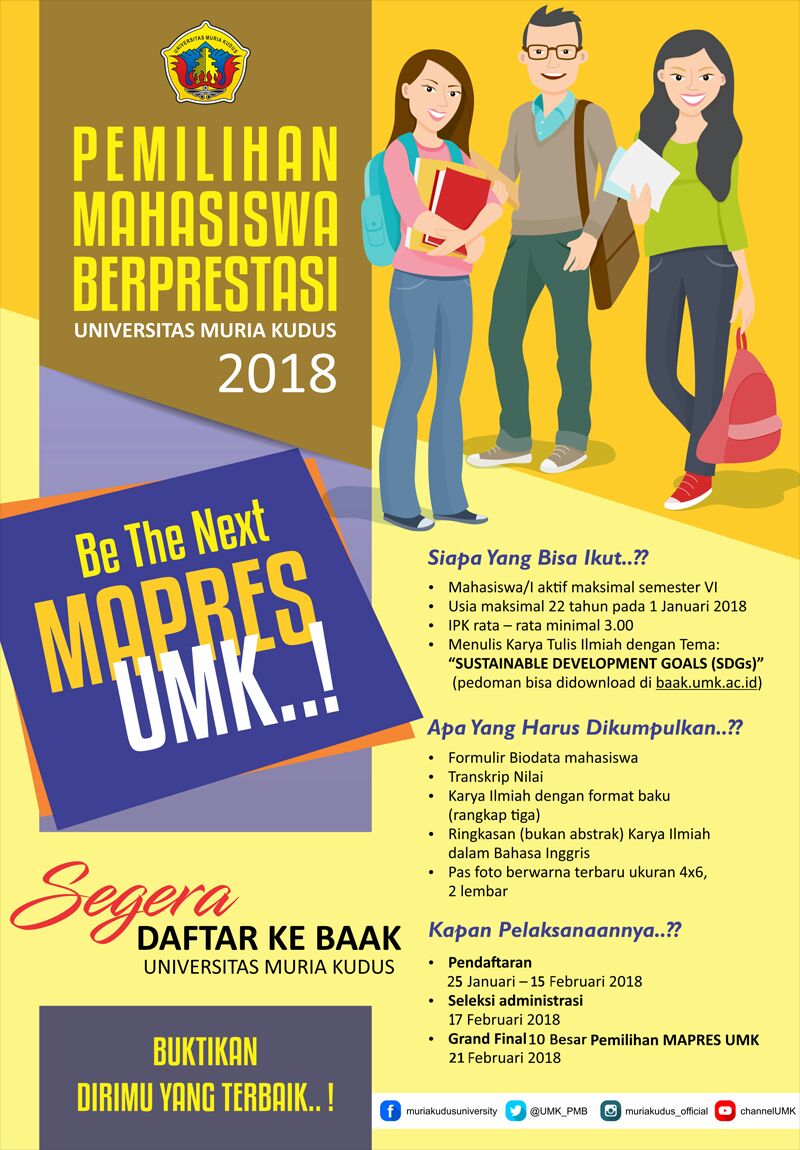 UNIVERSITAS MURIA KUDUS
PEMILIHAN
MAHASISWA
BERPRESTASI
UNIVERSITAS MURIA KUDUS
2018
Be The Next
MAPRES
UMK..!
Segera
DAFTAR KE BAAK
UNIVERSITAS MURIA KUDUS
BUKTIKAN
DIRIMU YANG TERBAIK.. !
Siapa Yang Bisa Ikut..??
• Mahasiswa/I aktif maksimal semester VI
• Usia maksimal 22 tahun pada 1 Januari 2018
• IPK rata – rata minimal 3.00
• Menulis Karya Tulis Ilmiah dengan Tema:
“SUSTAINABLE DEVELOPMENT GOALS (SDGs)”
(pedoman bisa didownload di baak.umk.ac.id)
Apa Yang Harus Dikumpulkan..??
• Formulir Biodata mahasiswa
• Transkrip Nilai
• Karya Ilmiah dengan format baku
(rangkap tiga)
• Ringkasan (bukan abstrak) Karya Ilmiah
dalam Bahasa Inggris
• Pas foto berwarna terbaru ukuran 4x6,
2 lembar
Kapan Pelaksanaannya..??
• Pendaftaran
25 Januari – 15 Februari 2018
• Seleksi administrasi
17 Februari 2018
• Grand Final 10 Besar Pemilihan MAPRES UMK
21 Februari 2018
muriakudusuniversity @UMK_PMB muriakudus_official channelUMK